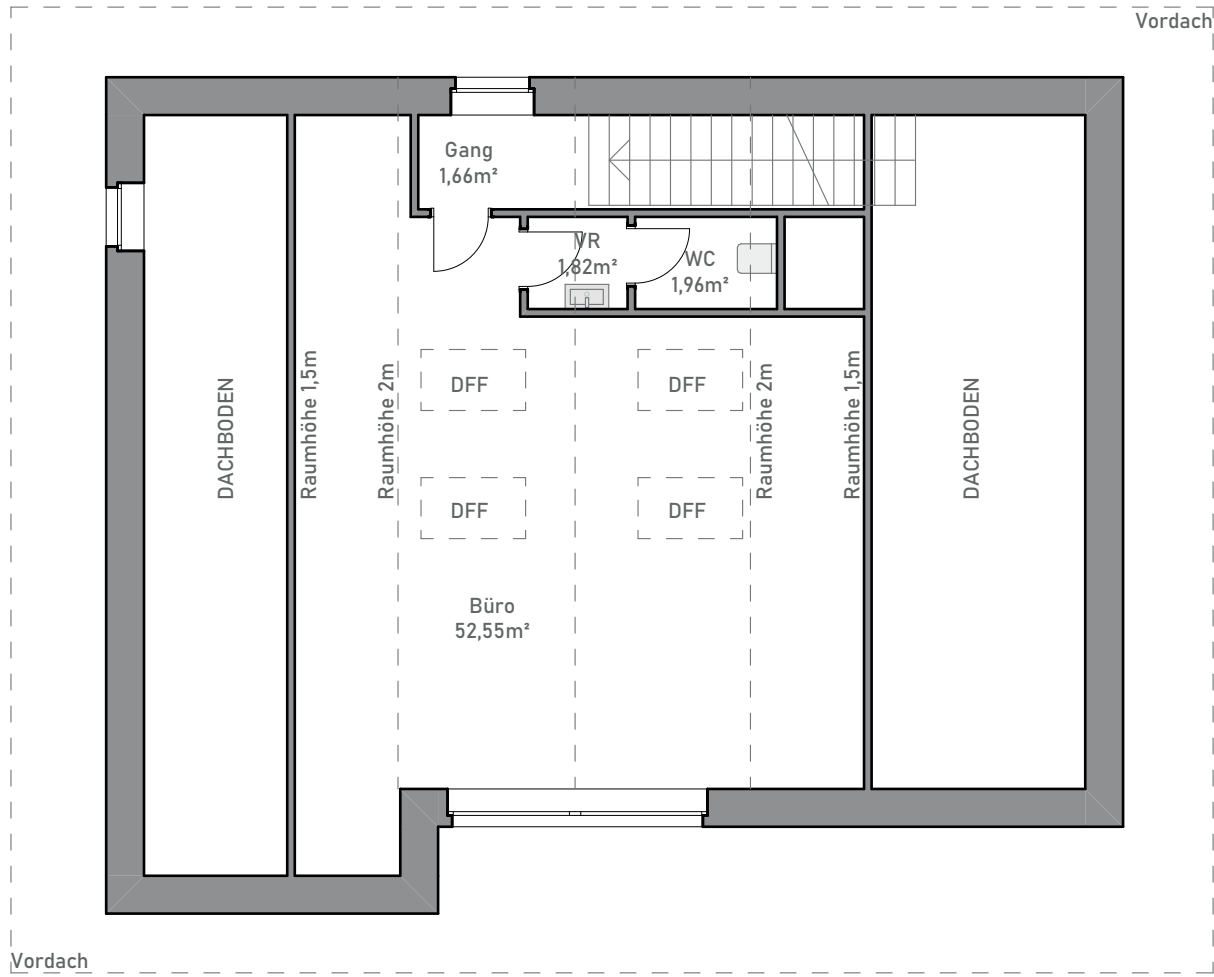 Vordach
Gang
1,66m²
VR
1,82m²
WC
1,96m²
DACHBODEN
Raumhöhe 1,5m
Raumhöhe 2m
DFF
DFF
Raumhöhe 2m
Raumhöhe 1,5m
DACHBODEN
DFF
DFF
Büro
52,55m²
Vordach